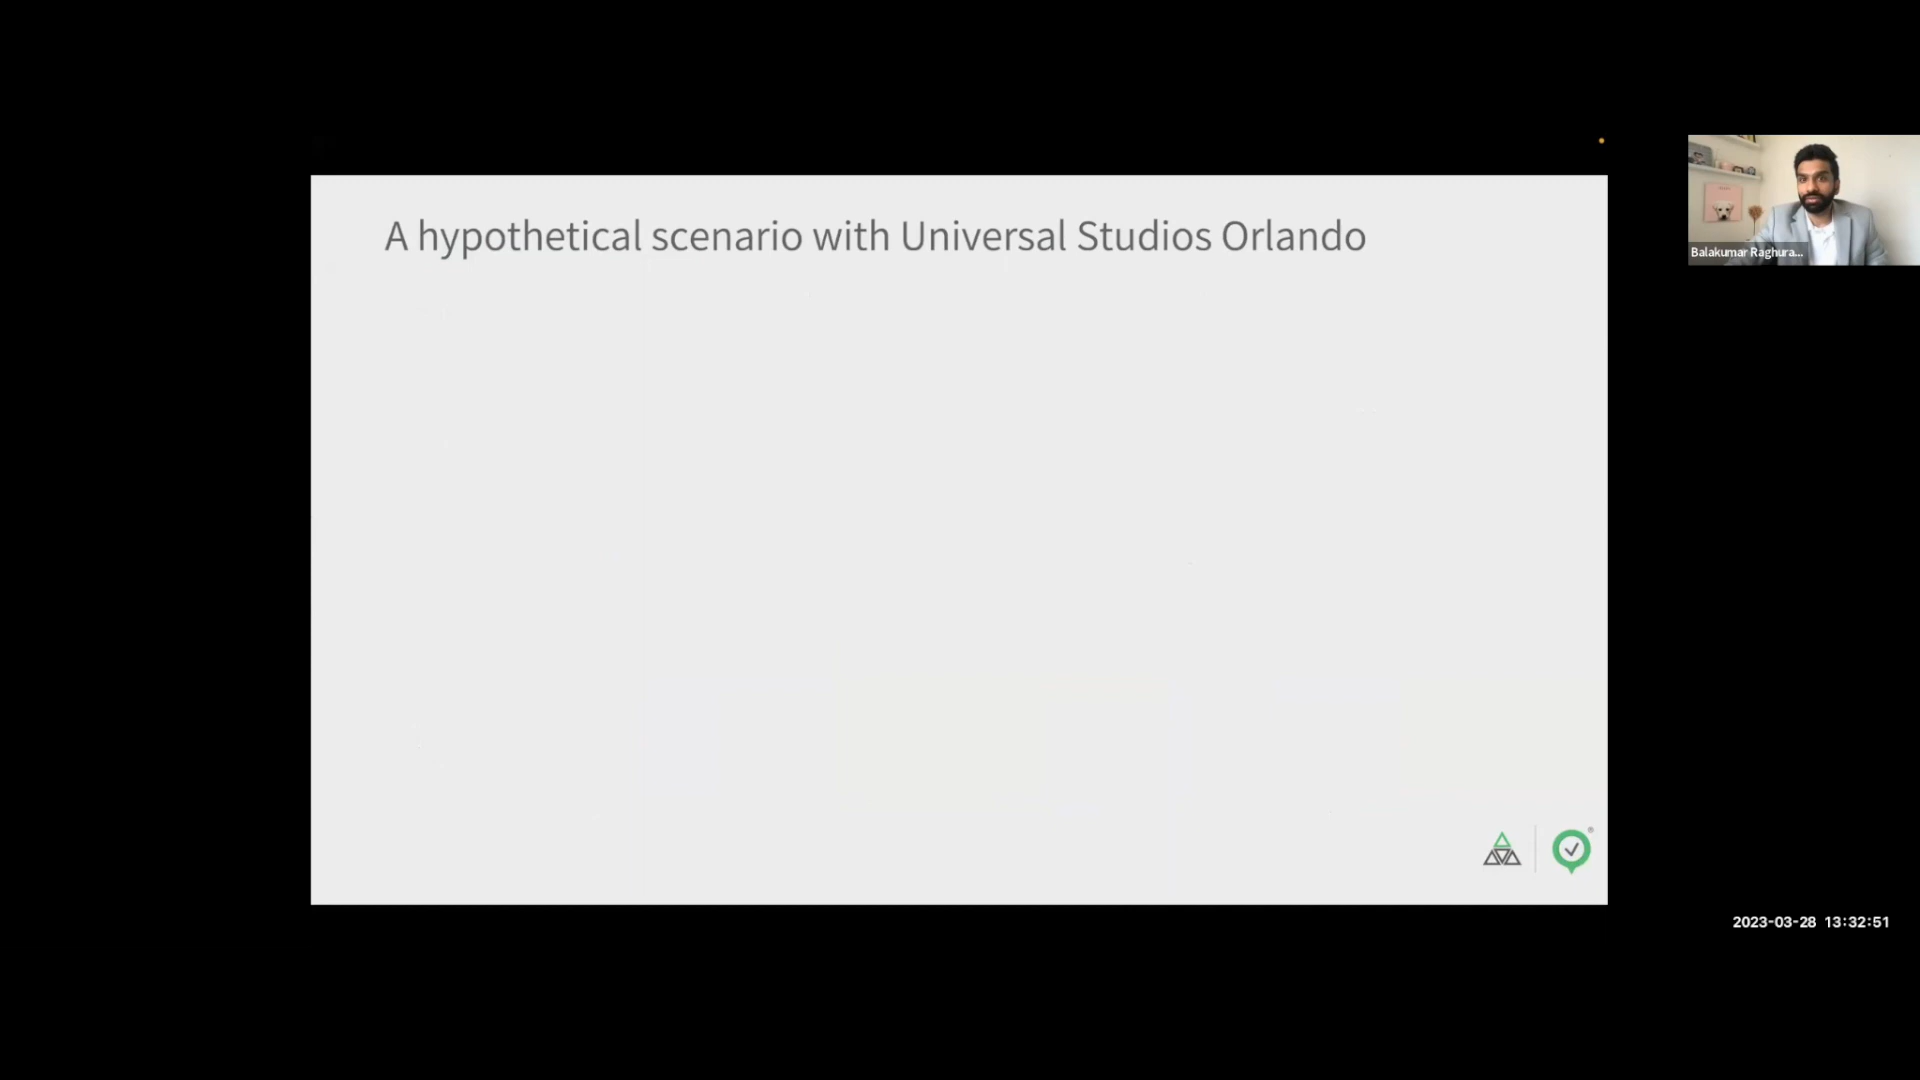 A hypothetical scenario with Universal Studios Orlando
Balakumar Raghura...
®
2023-03-28 13:32:51